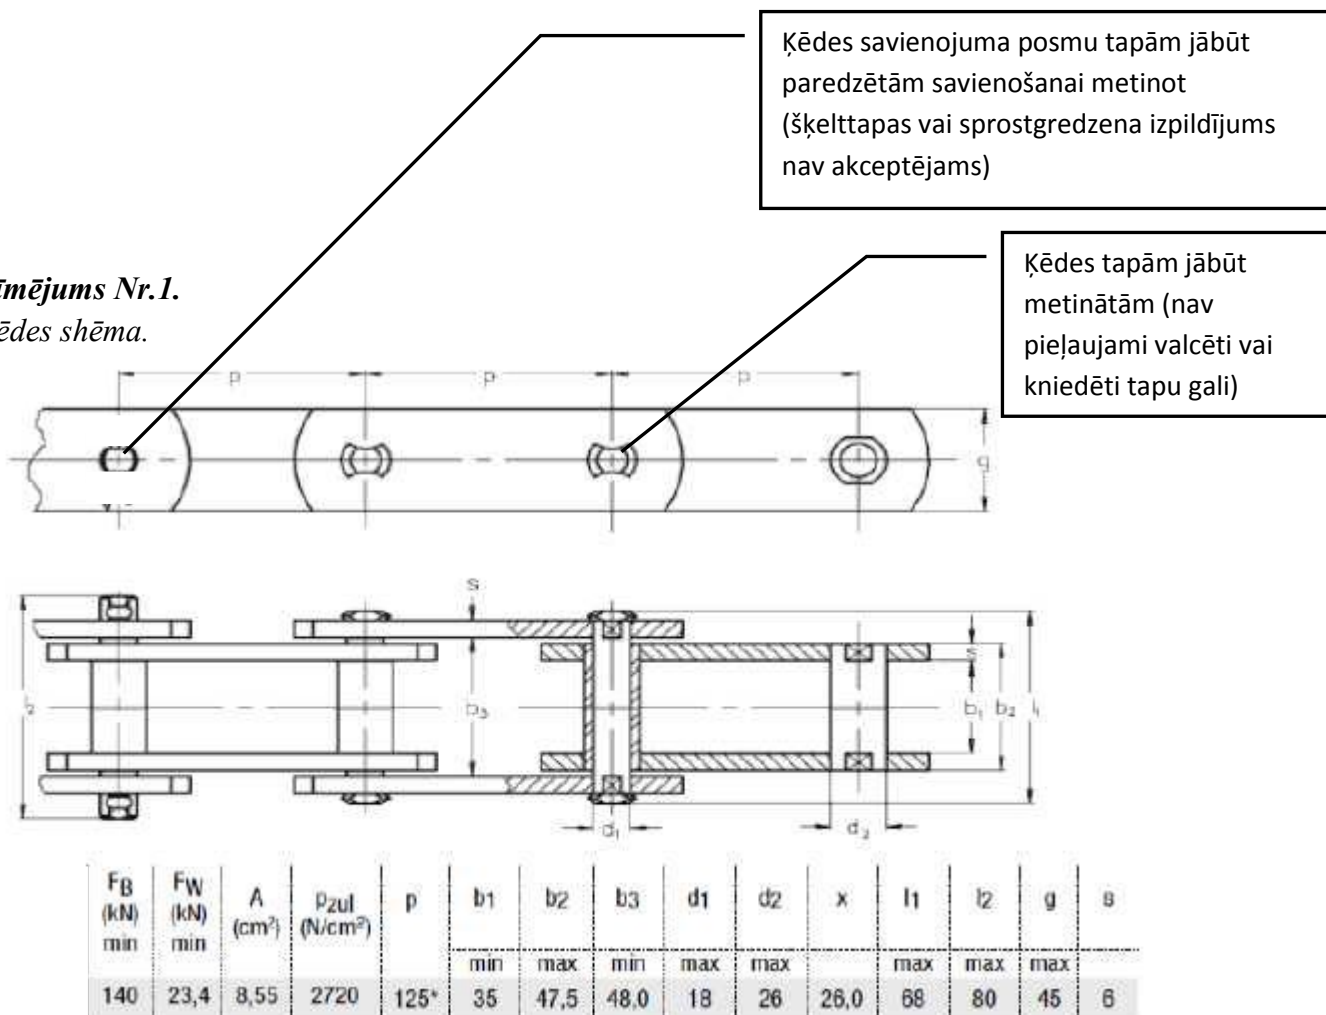 Ķēdes savienojuma posmu tapām jābūt
paredzētām savienošanai metinot
(šķelttapas vai sprostgredzena izpildījums
nav akceptējams)
Ķēdes tapām jābūt
metinātām (nav
pieļaujami valcēti vai
kniedēti tapu gali)
īmējums Nr.1.
ēdes shēma.
p p p
g
s
s
b3 b1 b2 l1
l2
d1 d2
FB FW A pzul p b1 b2 b3 d1 d2 x l1 l2 g s
(kN) (kN) (cm²) (N/cm²)
min min
min max min max max max max max
140 23,4 8,55 2720 125* 35 47,5 48,0 18 26 26,0 68 80 45 6